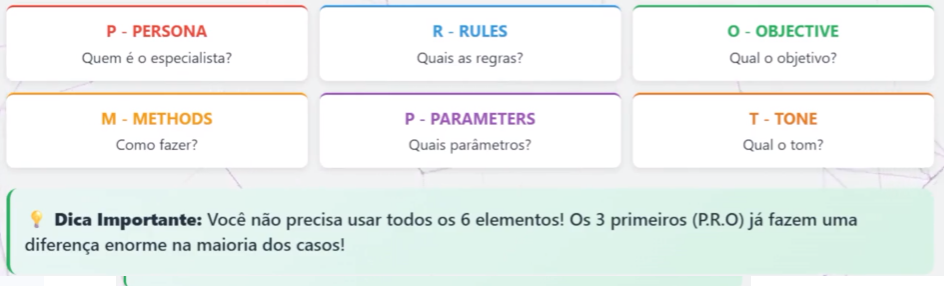 P - PERSONA
Quem é o especialista?
R - RULES
Quais as regras?
O - OBJECTIVE
Qual o objetivo?
M - METHODS
Como fazer?
P - PARAMETERS
Quais parâmetros?
T - TONE
Qual o tom?
💡 Dica Importante: Você não precisa usar todos os 6 elementos! Os 3 primeiros (P.R.O) já fazem uma
diferença enorme na maioria dos casos!